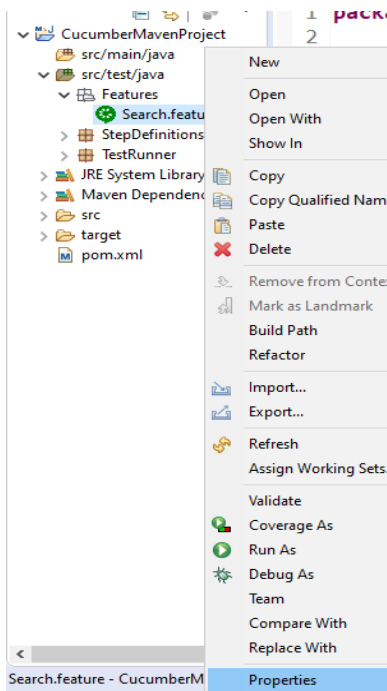 1 packa
2
CucumberMavenProject
src/main/java
src/test/java
Features
Search.featu
StepDefinitions
TestRunner
JRE System Library
Maven Dependenc
src
target
M pom.xml
New
Open
Open With
Show In
Copy
Copy Qualified Nam
Paste
Delete
Remove from Contex
Mark as Landmark
Build Path
Refactor
Import...
Export...
Refresh
Assign Working Sets.
Validate
Coverage As
Run As
Debug As
Team
Compare With
Replace With
Properties
Search.feature - CucumberM